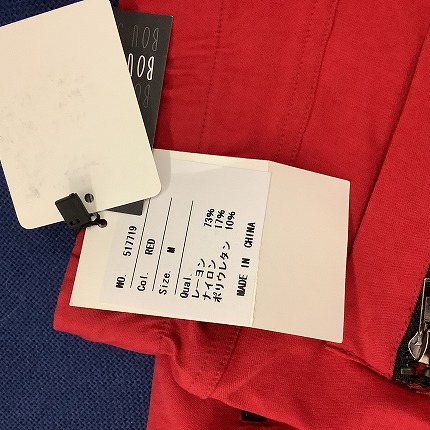 BOU
BOU
BOU
NO. 517719
Col. RED
Size. M
Qual.
レーヨン 73%
ナイロン 17%
ポリウレタン 10%
MADE IN CHINA